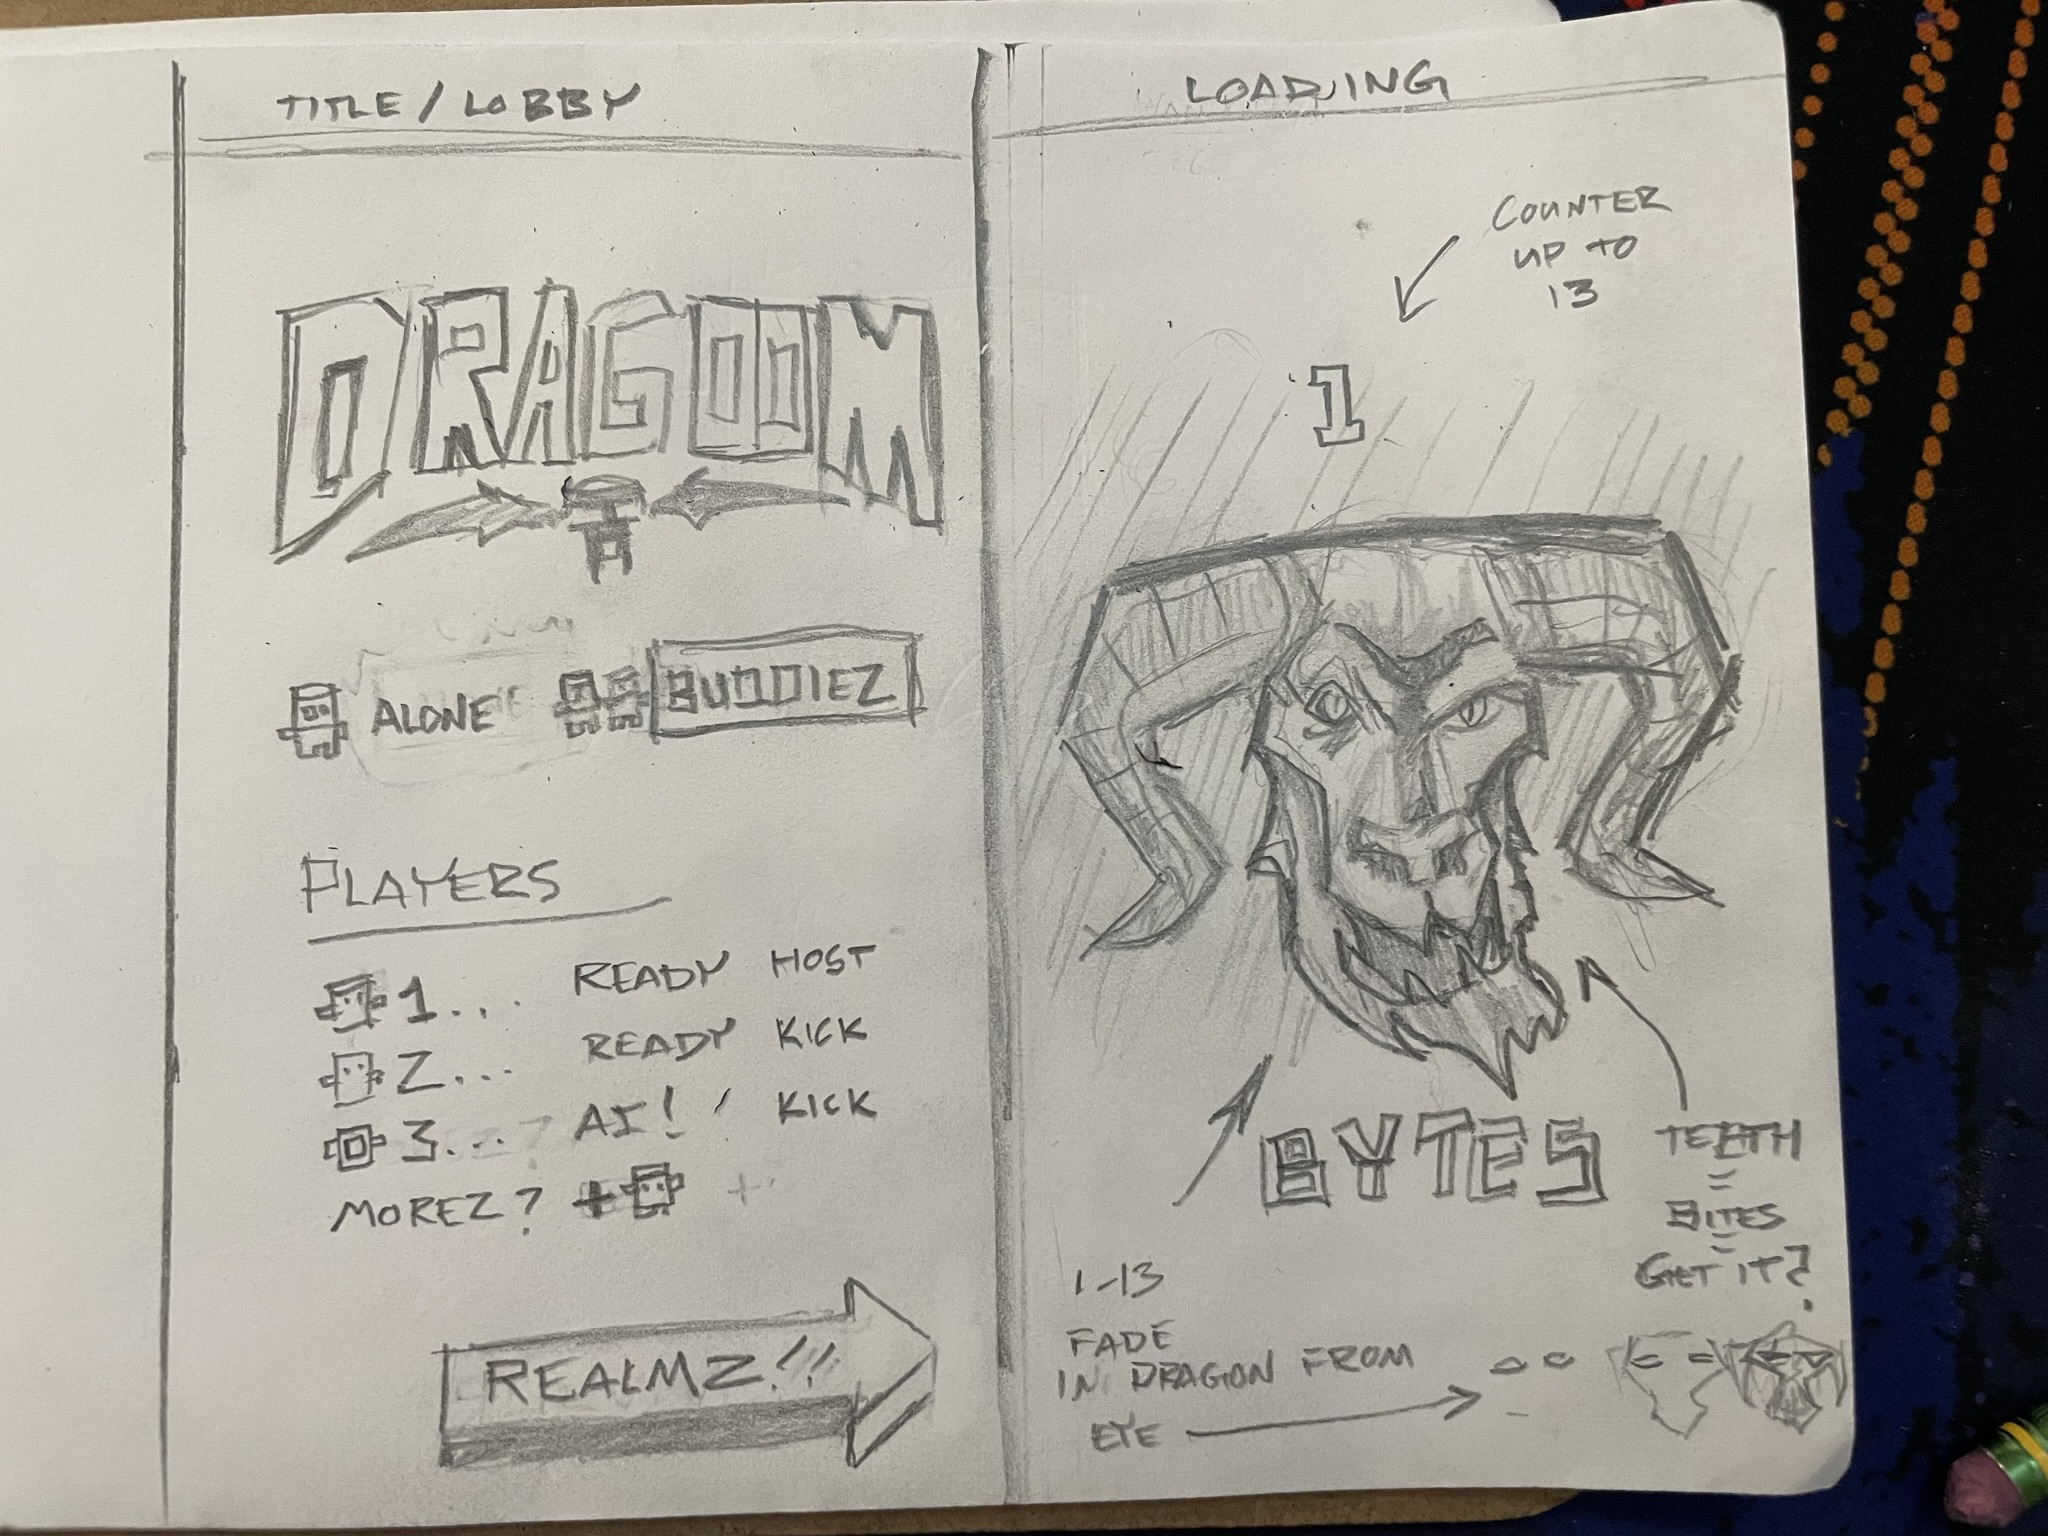 TITLE / LOBBY
DRAGOOM
ALONE
BUDDIEZ
PLAYERS
1... READY HOST
2... READY KICK
3... AI! KICK
MOREZ? +
REALMZ!!
LOADING
COUNTER
UP TO
13
1
BYTES
TEETH
=
BITES
=
GET IT?
1-13
FADE
IN DRAGON FROM
EYE